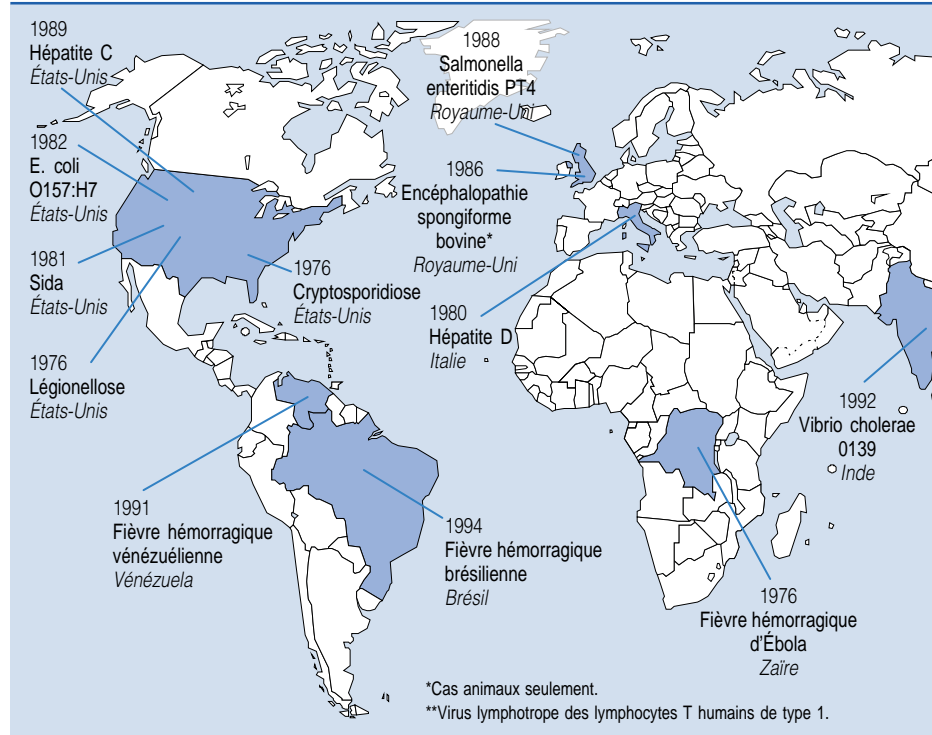 1989
Hépatite C
États-Unis
1982
E. coli
O157:H7
États-Unis
1981
Sida
États-Unis
1976
Légionellose
États-Unis
1976
Cryptosporidiose
États-Unis
1988
Salmonella
enteritidis PT4
Royaume-Uni
1986
Encéphalopathie
spongiforme
bovine*
Royaume-Uni
1980
Hépatite D
Italie
1992
Vibrio cholerae
0139
Inde
1991
Fièvre hémorragique
vénézuélienne
Vénézuela
1994
Fièvre hémorragique
brésilienne
Brésil
1976
Fièvre hémorragique
d'Ébola
Zaïre
*Cas animaux seulement.
**Virus lymphotrope des lymphocytes T humains de type 1.